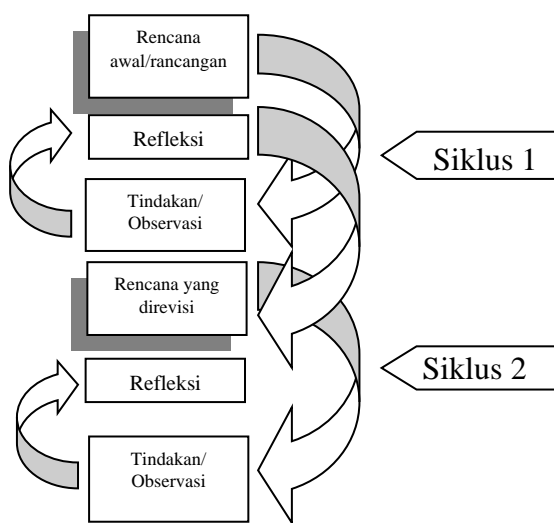 Rencana
awal/rancangan
Refleksi
Tindakan/
Observasi
Siklus 1
Rencana yang
direvisi
Refleksi
Tindakan/
Observasi
Siklus 2